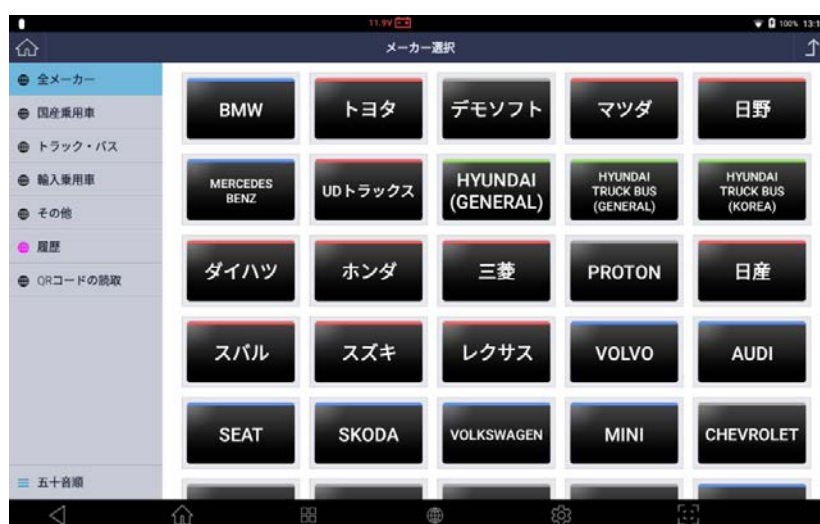 11.9V
100% 13:1
メーカー選択
全メーカー
国産乗用車
トラック・バス
輸入乗用車
その他
履歴
QRコードの読取
五十音順
BMW
トヨタ
デモソフト
マツダ
日野
MERCEDES
BENZ
UDトラックス
HYUNDAI
(GENERAL)
HYUNDAI
TRUCK BUS
(GENERAL)
HYUNDAI
TRUCK BUS
(KOREA)
ダイハツ
ホンダ
三菱
PROTON
日産
スバル
スズキ
レクサス
VOLVO
AUDI
SEAT
SKODA
VOLKSWAGEN
MINI
CHEVROLET